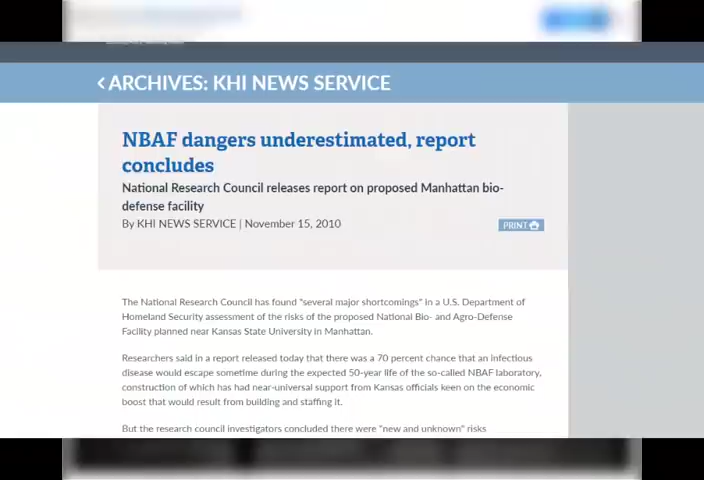 ARCHIVES: KHI NEWS SERVICE
NBAF dangers underestimated, report
concludes
National Research Council releases report on proposed Manhattan bio-
defense facility
By KHI NEWS SERVICE | November 15, 2010
PRINT
The National Research Council has found "several major shortcomings" in a U.S. Department of
Homeland Security assessment of the risks of the proposed National Bio- and Agro-Defense
Facility planned near Kansas State University in Manhattan.
Researchers said in a report released today that there was a 70 percent chance that an infectious
disease would escape sometime during the expected 50-year life of the so-called NBAF laboratory,
construction of which has had near-universal support from Kansas officials keen on the economic
boost that would result from building and staffing it.
But the research council investigators concluded there were "new and unknown" risks